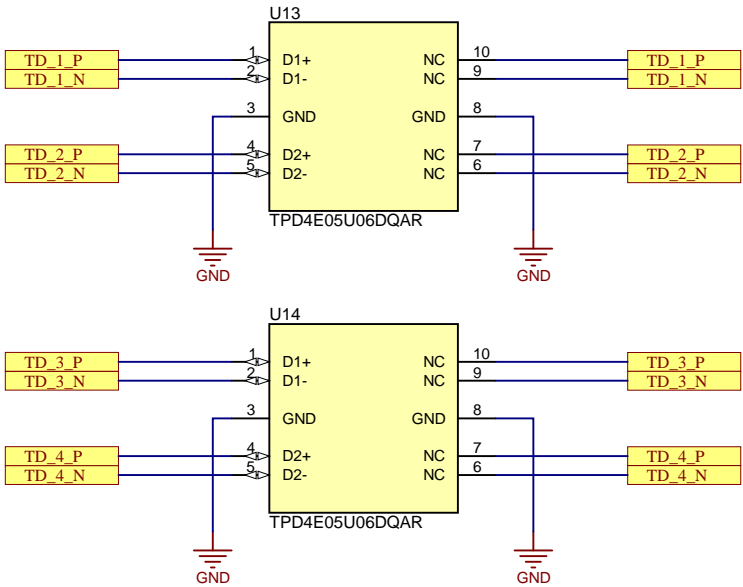 U13
TD_1_P 1 D1+ NC 10 TD_1_P
TD_1_N 2 D1- NC 9 TD_1_N
3 GND GND 8
TD_2_P 4 D2+ NC 7 TD_2_P
TD_2_N 5 D2- NC 6 TD_2_N
TPD4E05U06DQAR
GND GND
U14
TD_3_P 1 D1+ NC 10 TD_3_P
TD_3_N 2 D1- NC 9 TD_3_N
3 GND GND 8
TD_4_P 4 D2+ NC 7 TD_4_P
TD_4_N 5 D2- NC 6 TD_4_N
TPD4E05U06DQAR
GND GND